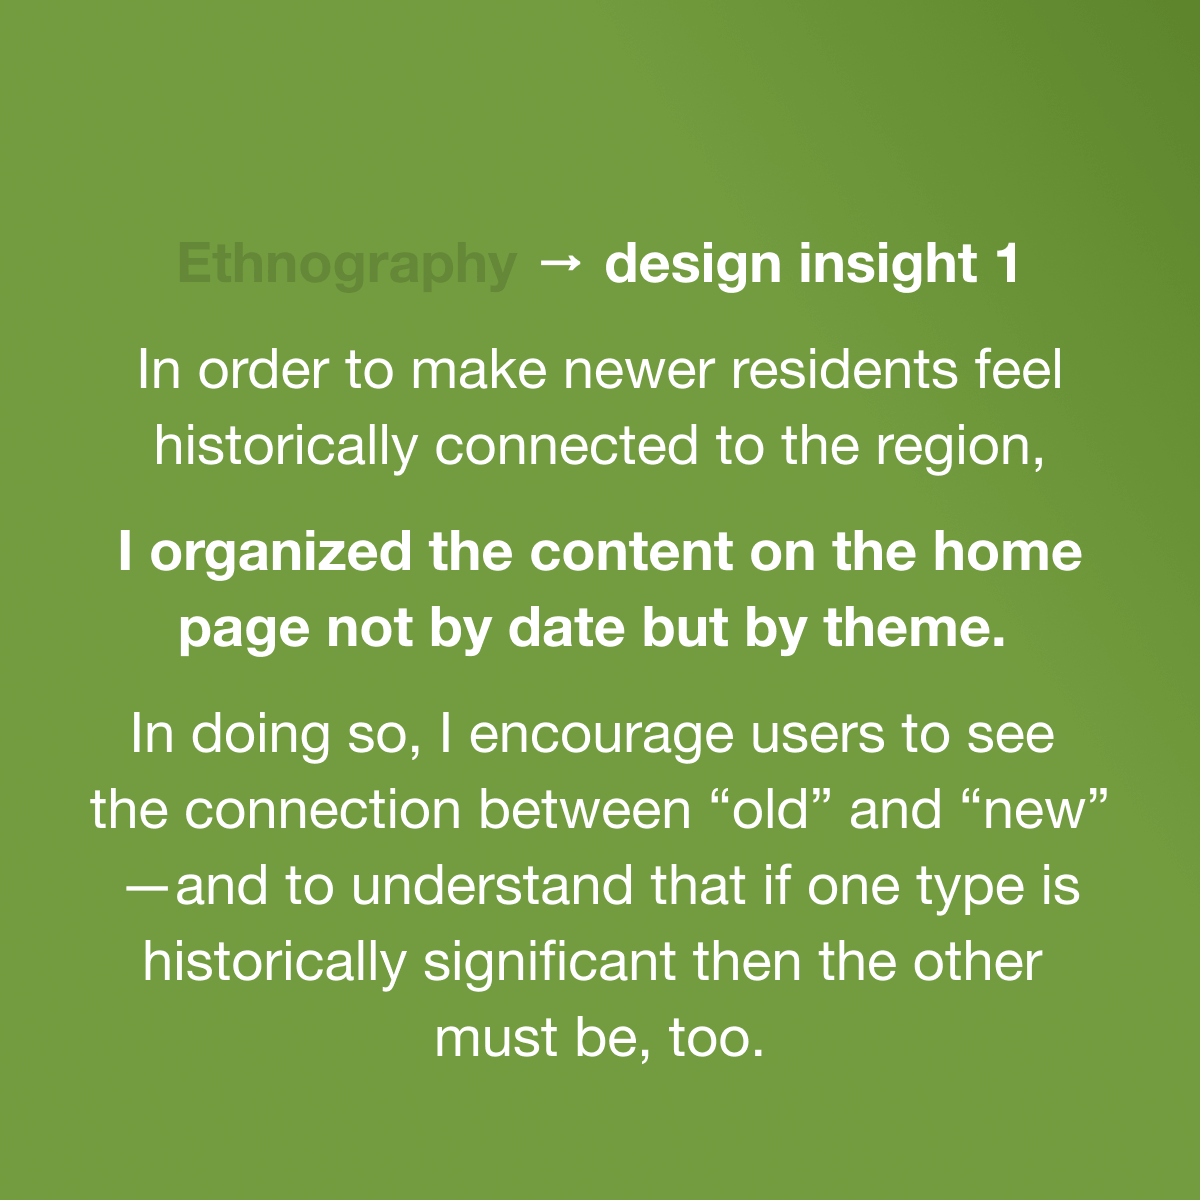 Ethnography → design insight 1
In order to make newer residents feel
historically connected to the region,
I organized the content on the home
page not by date but by theme.
In doing so, I encourage users to see
the connection between “old” and “new”
—and to understand that if one type is
historically significant then the other
must be, too.